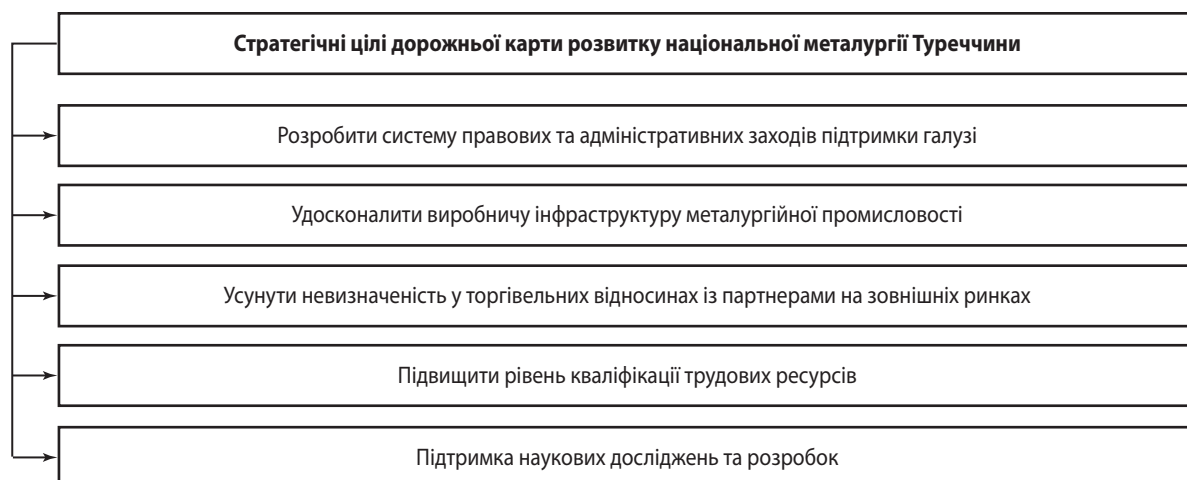 Стратегічні цілі дорожньої карти розвитку національної металургії Туреччини
Розробити систему правових та адміністративних заходів підтримки галузі
Удосконалити виробничу інфраструктуру металургійної промисловості
Усунути невизначеність у торгівельних відносинах із партнерами на зовнішніх ринках
Підвищити рівень кваліфікації трудових ресурсів
Підтримка наукових досліджень та розробок